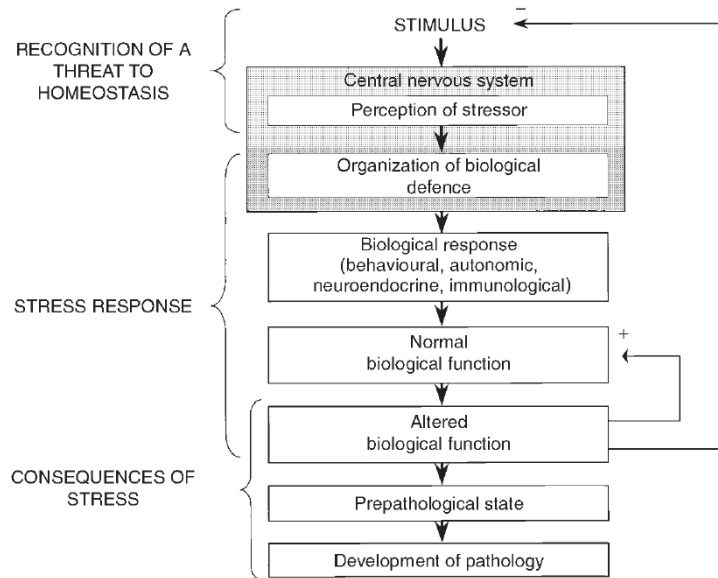 STIMULUS
−
RECOGNITION OF A
THREAT TO
HOMEOSTASIS
Central nervous system
Perception of stressor
Organization of biological
defence
Biological response
(behavioural, autonomic,
neuroendocrine, immunological)
STRESS RESPONSE
Normal
biological function
+
Altered
biological function
CONSEQUENCES OF
STRESS
Prepathological state
Development of pathology